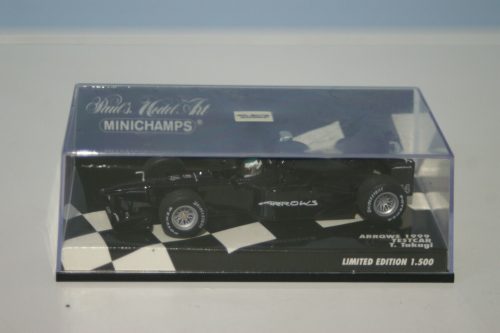 Paul's Model Art
MINICHAMPS®
ARROWS
ARROWS 1999
TESTCAR
T. Takagi
LIMITED EDITION 1.500